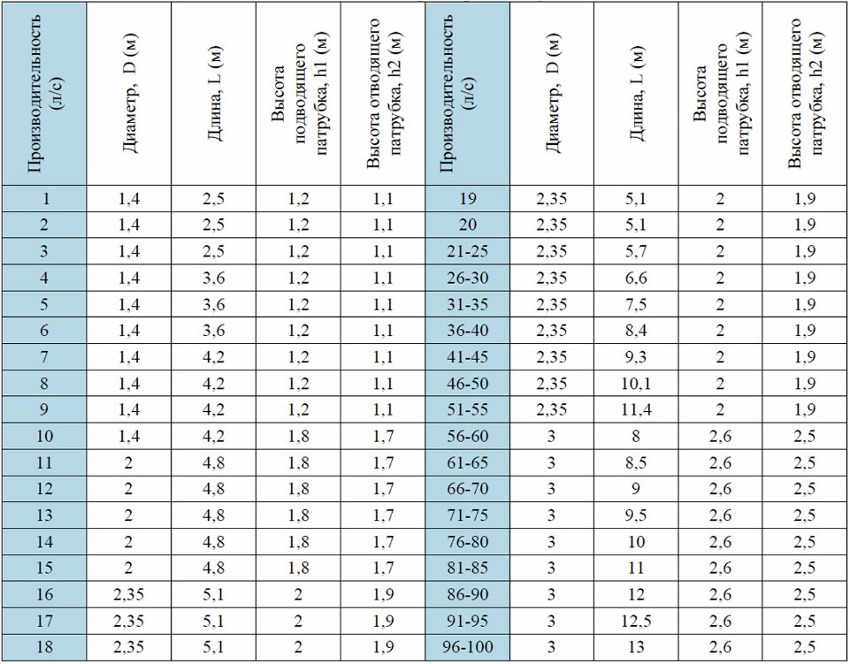 Производительность (л/с) Диаметр, D (м) Длина, L (м) Высота подводящего патрубка, h1 (м) Высота отводящего патрубка, h2 (м) Производительность (л/с) Диаметр, D (м) Длина, L (м) Высота подводящего патрубка, h1 (м) Высота отводящего патрубка, h2 (м)
1 1,4 2,5 1,2 1,1 19 2,35 5,1 2 1,9
2 1,4 2,5 1,2 1,1 20 2,35 5,1 2 1,9
3 1,4 2,5 1,2 1,1 21-25 2,35 5,7 2 1,9
4 1,4 3,6 1,2 1,1 26-30 2,35 6,6 2 1,9
5 1,4 3,6 1,2 1,1 31-35 2,35 7,5 2 1,9
6 1,4 3,6 1,2 1,1 36-40 2,35 8,4 2 1,9
7 1,4 4,2 1,2 1,1 41-45 2,35 9,3 2 1,9
8 1,4 4,2 1,2 1,1 46-50 2,35 10,1 2 1,9
9 1,4 4,2 1,2 1,1 51-55 2,35 11,4 2 1,9
10 1,4 4,2 1,8 1,7 56-60 3 8 2,6 2,5
11 2 4,8 1,8 1,7 61-65 3 8,5 2,6 2,5
12 2 4,8 1,8 1,7 66-70 3 9 2,6 2,5
13 2 4,8 1,8 1,7 71-75 3 9,5 2,6 2,5
14 2 4,8 1,8 1,7 76-80 3 10 2,6 2,5
15 2 4,8 1,8 1,7 81-85 3 11 2,6 2,5
16 2,35 5,1 2 1,9 86-90 3 12 2,6 2,5
17 2,35 5,1 2 1,9 91-95 3 12,5 2,6 2,5
18 2,35 5,1 2 1,9 96-100 3 13 2,6 2,5